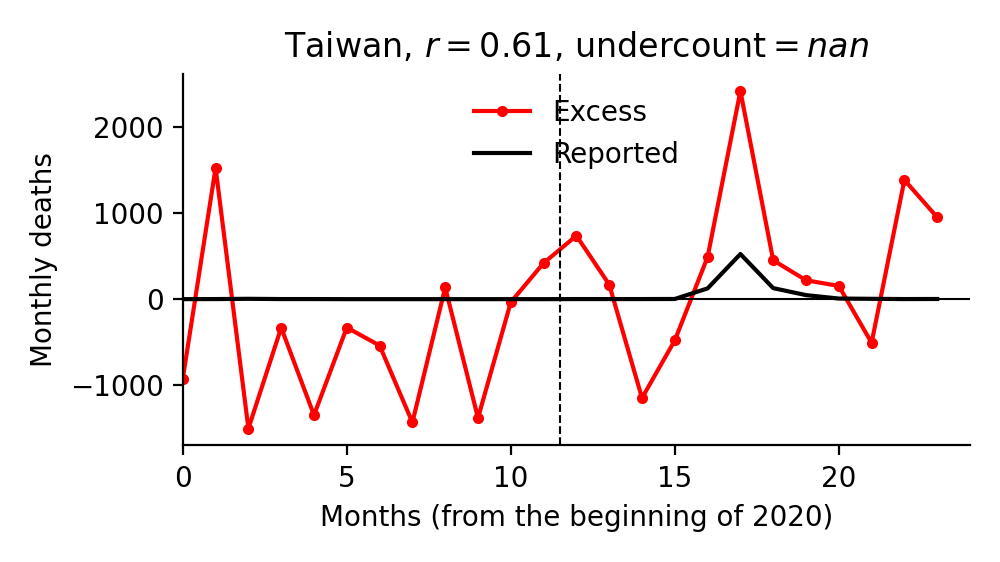 Taiwan, r = 0.61, undercount = nan
Excess
Reported
Monthly deaths
2000
1000
0
−1000
0 5 10 15 20
Months (from the beginning of 2020)